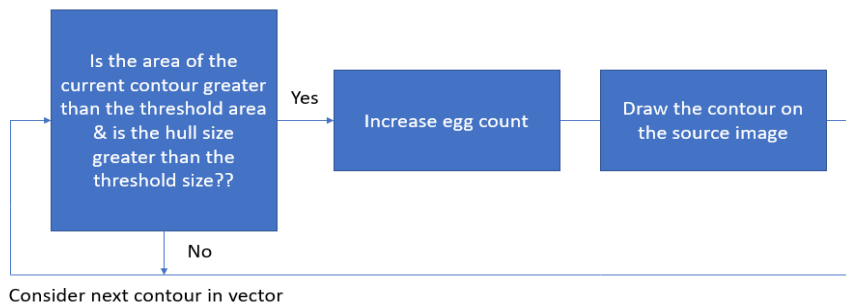 Is the area of the
current contour greater
than the threshold area
& is the hull size
greater than the
threshold size??
Yes
Increase egg count
Draw the contour on
the source image
No
Consider next contour in vector